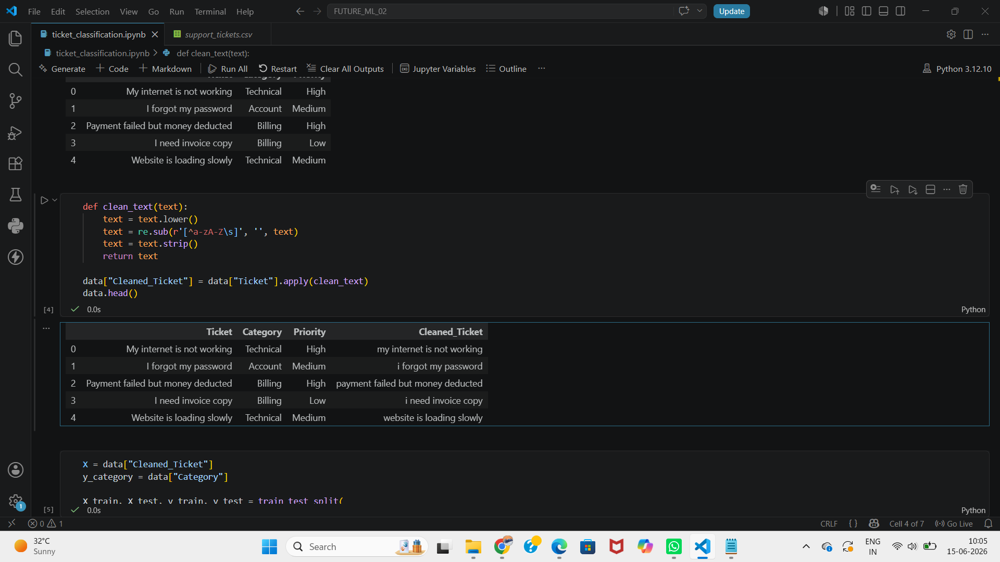 File Edit Selection View Go Run Terminal Help
FUTURE_ML_02
Update
ticket_classification.ipynb
support_tickets.csv
ticket_classification.ipynb > def clean_text(text):
Generate + Code + Markdown Run All Restart Clear All Outputs Jupyter Variables Outline ...
Python 3.12.10
0 My internet is not working Technical High
1 I forgot my password Account Medium
2 Payment failed but money deducted Billing High
3 I need invoice copy Billing Low
4 Website is loading slowly Technical Medium
def clean_text(text):
    text = text.lower()
    text = re.sub(r'[^a-zA-Z\s]', '', text)
    text = text.strip()
    return text
data["Cleaned_Ticket"] = data["Ticket"].apply(clean_text)
data.head()
[4] 0.0s Python
Ticket Category Priority Cleaned_Ticket
0 My internet is not working Technical High my internet is not working
1 I forgot my password Account Medium i forgot my password
2 Payment failed but money deducted Billing High payment failed but money deducted
3 I need invoice copy Billing Low i need invoice copy
4 Website is loading slowly Technical Medium website is loading slowly
X = data["Cleaned_Ticket"]
y_category = data["Category"]
X_train, X_test, y_train, y_test = train_test_split(
[5] 0.0s Python
1
0 1 CRLF { } Cell 4 of 7 Go Live
32°C
Sunny
Search
ENG
IN
10:05
15-06-2026